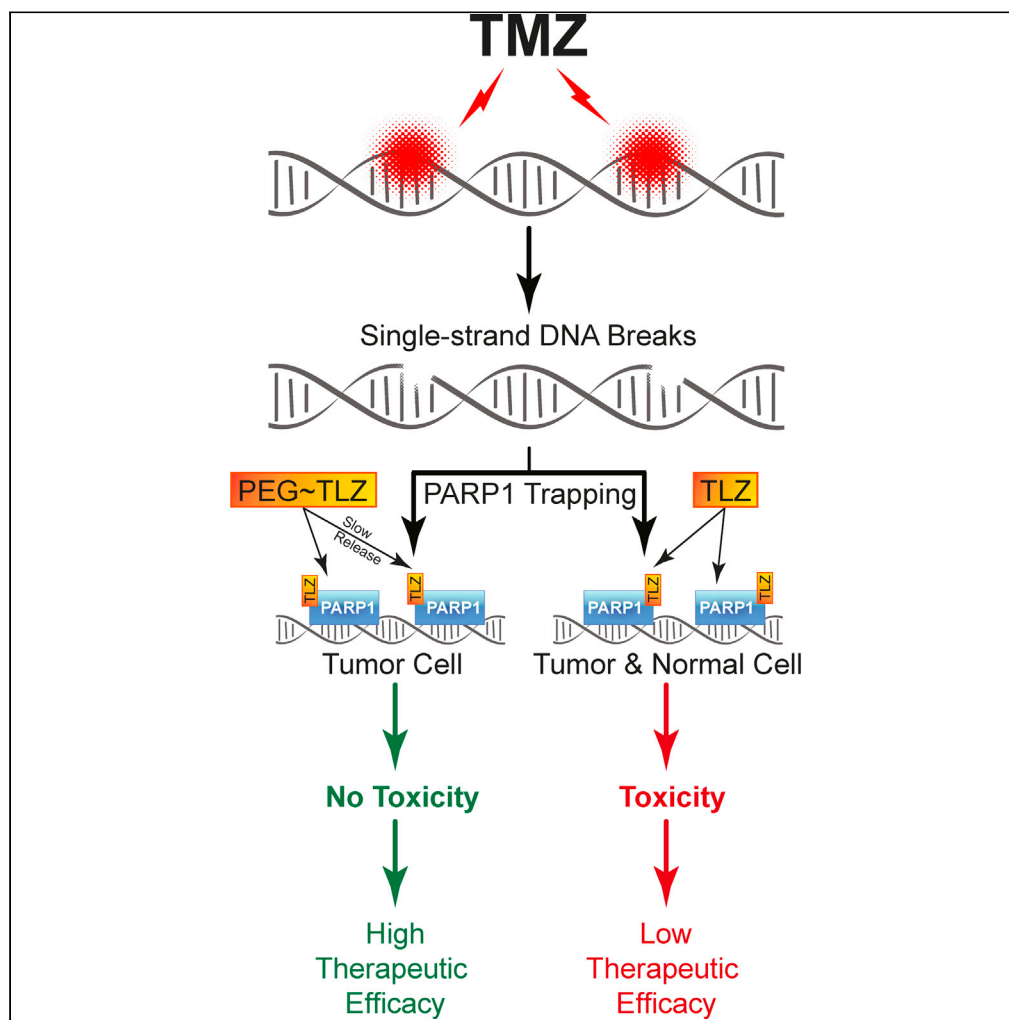 TMZ
Single-strand DNA Breaks
PEG~TLZ
PARP1 Trapping
TLZ
Slow
Release
TLZ
PARP1
TLZ
PARP1
PARP1
TLZ
PARP1
TLZ
Tumor Cell
Tumor & Normal Cell
No Toxicity
Toxicity
High
Therapeutic
Efficacy
Low
Therapeutic
Efficacy